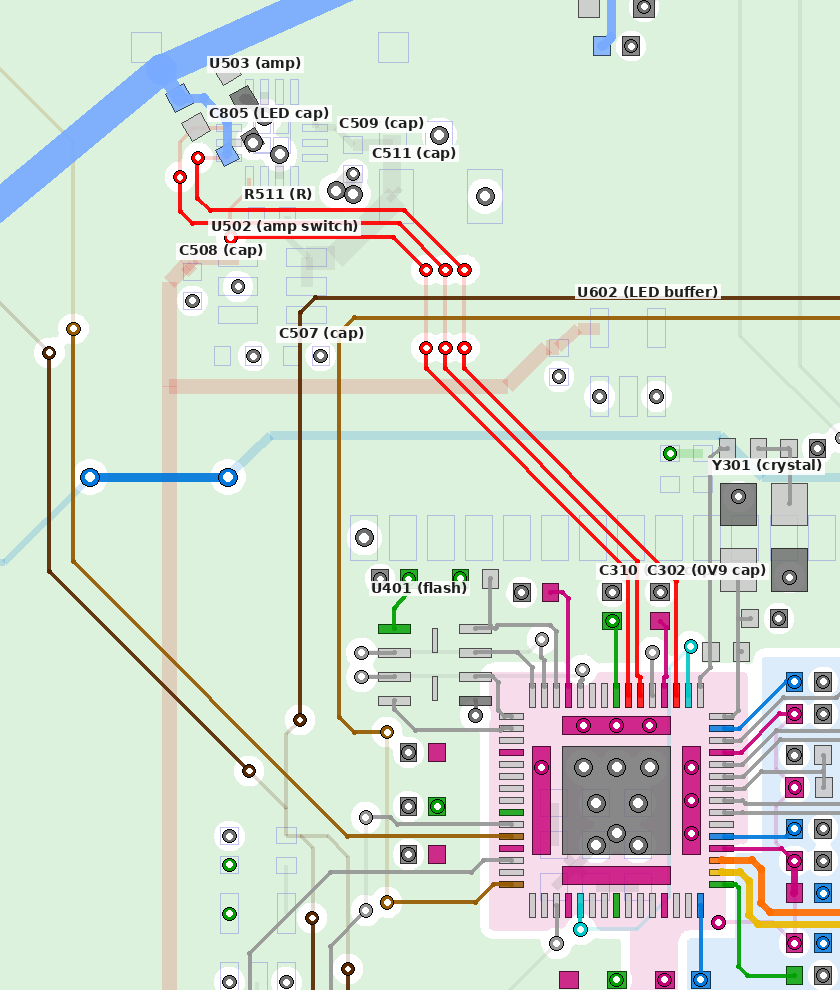 U503 (amp)
C805 (LED cap)
C509 (cap)
C511 (cap)
R511 (R)
U502 (amp switch)
C508 (cap)
U602 (LED buffer)
C507 (cap)
Y301 (crystal)
C310
C302 (0V9 cap)
U401 (flash)